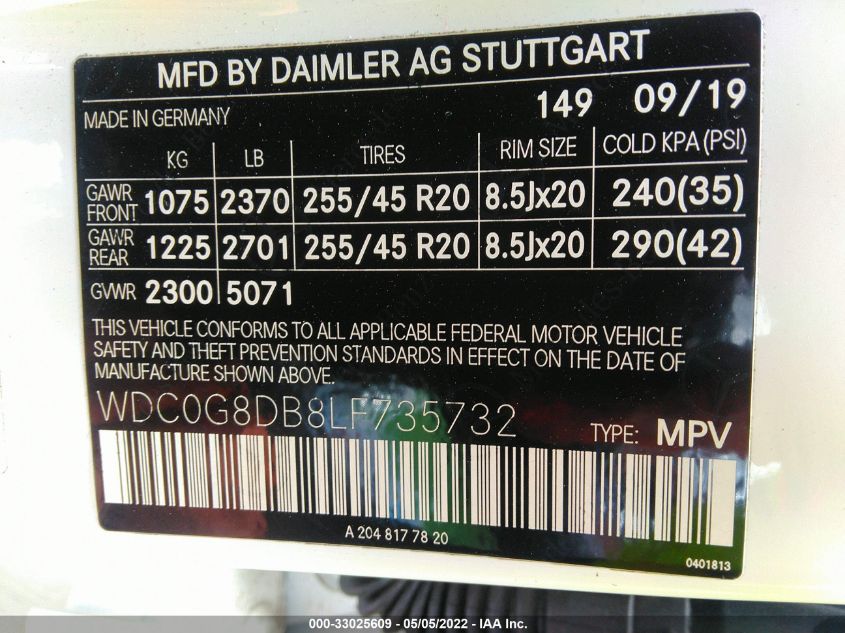 MFD BY DAIMLER AG STUTTGART
MADE IN GERMANY 149 09/19
KG LB TIRES RIM SIZE COLD KPA (PSI)
GAWR FRONT 1075 2370 255/45 R20 8.5Jx20 240(35)
GAWR REAR 1225 2701 255/45 R20 8.5Jx20 290(42)
GVWR 2300 5071
THIS VEHICLE CONFORMS TO ALL APPLICABLE FEDERAL MOTOR VEHICLE
SAFETY AND THEFT PREVENTION STANDARDS IN EFFECT ON THE DATE OF
MANUFACTURE SHOWN ABOVE.
WDC0G8DB8LF735732 TYPE: MPV
A 204 817 78 20
0401813
000-33025609 - 05/05/2022 - IAA Inc.